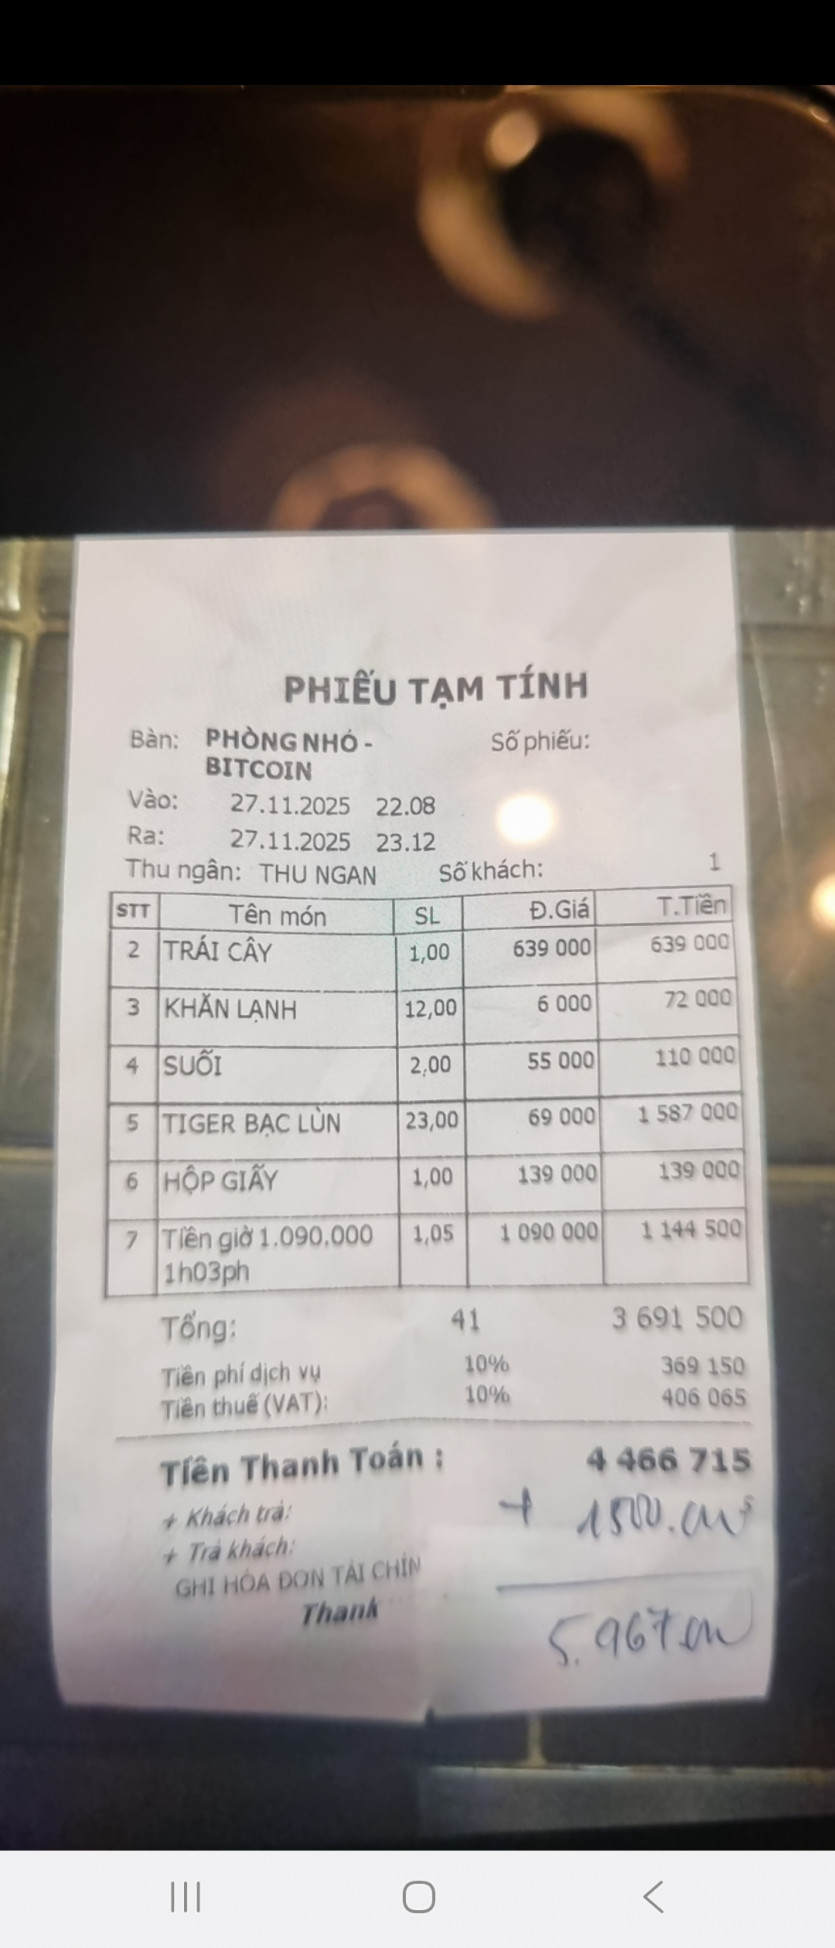 PHIẾU TẠM TÍNH
Bàn: PHÒNG NHỎ - Số phiếu:
BITCOIN
Vào: 27.11.2025 22.08
Ra: 27.11.2025 23.12
Thu ngân: THU NGAN Số khách: 1
STT Tên món SL Đ.Giá T.Tiền
2 TRÁI CÂY 1,00 639 000 639 000
3 KHĂN LẠNH 12,00 6 000 72 000
4 SUỐI 2,00 55 000 110 000
5 TIGER BẠC LÙN 23,00 69 000 1 587 000
6 HỘP GIẤY 1,00 139 000 139 000
7 Tiền giờ 1.090.000 1,05 1 090 000 1 144 500
1h03ph
Tổng: 41 3 691 500
Tiền phí dịch vụ 10% 369 150
Tiền thuế (VAT): 10% 406 065
Tiền Thanh Toán : 4 466 715
+ Khách trả: + 1500.
+ Trả khách:
GHI HÓA ĐƠN TÀI CHÍN
Thank
5.967